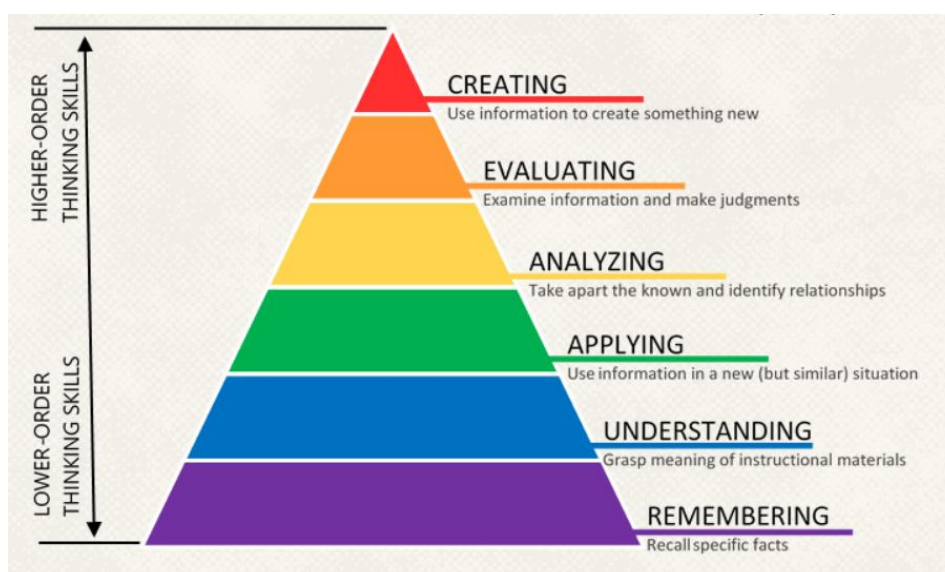 HIGHER-ORDER
THINKING SKILLS
LOWER-ORDER
THINKING SKILLS
CREATING
Use information to create something new
EVALUATING
Examine information and make judgments
ANALYZING
Take apart the known and identify relationships
APPLYING
Use information in a new (but similar) situation
UNDERSTANDING
Grasp meaning of instructional materials
REMEMBERING
Recall specific facts